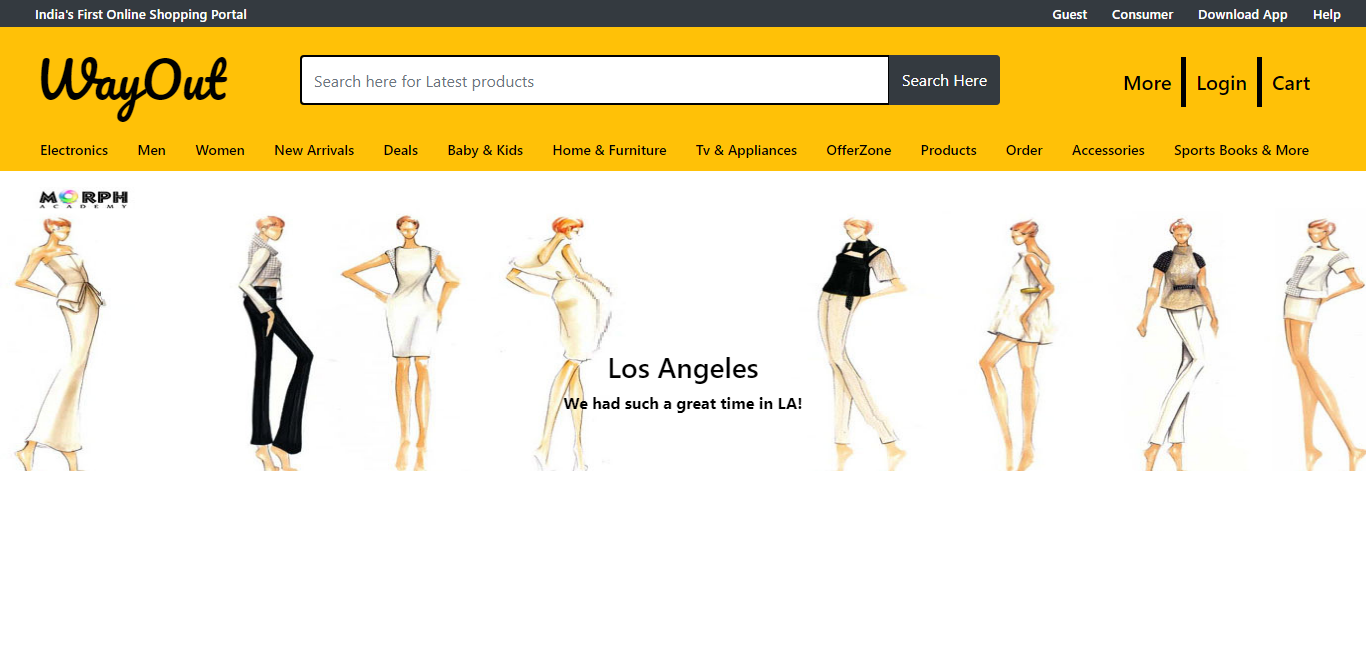 India's First Online Shopping Portal Guest Consumer Download App Help
WayOut Search here for Latest products Search Here More Login Cart
Electronics Men Women New Arrivals Deals Baby & Kids Home & Furniture Tv & Appliances OfferZone Products Order Accessories Sports Books & More
MORPH
ACADEMY
Los Angeles
We had such a great time in LA!